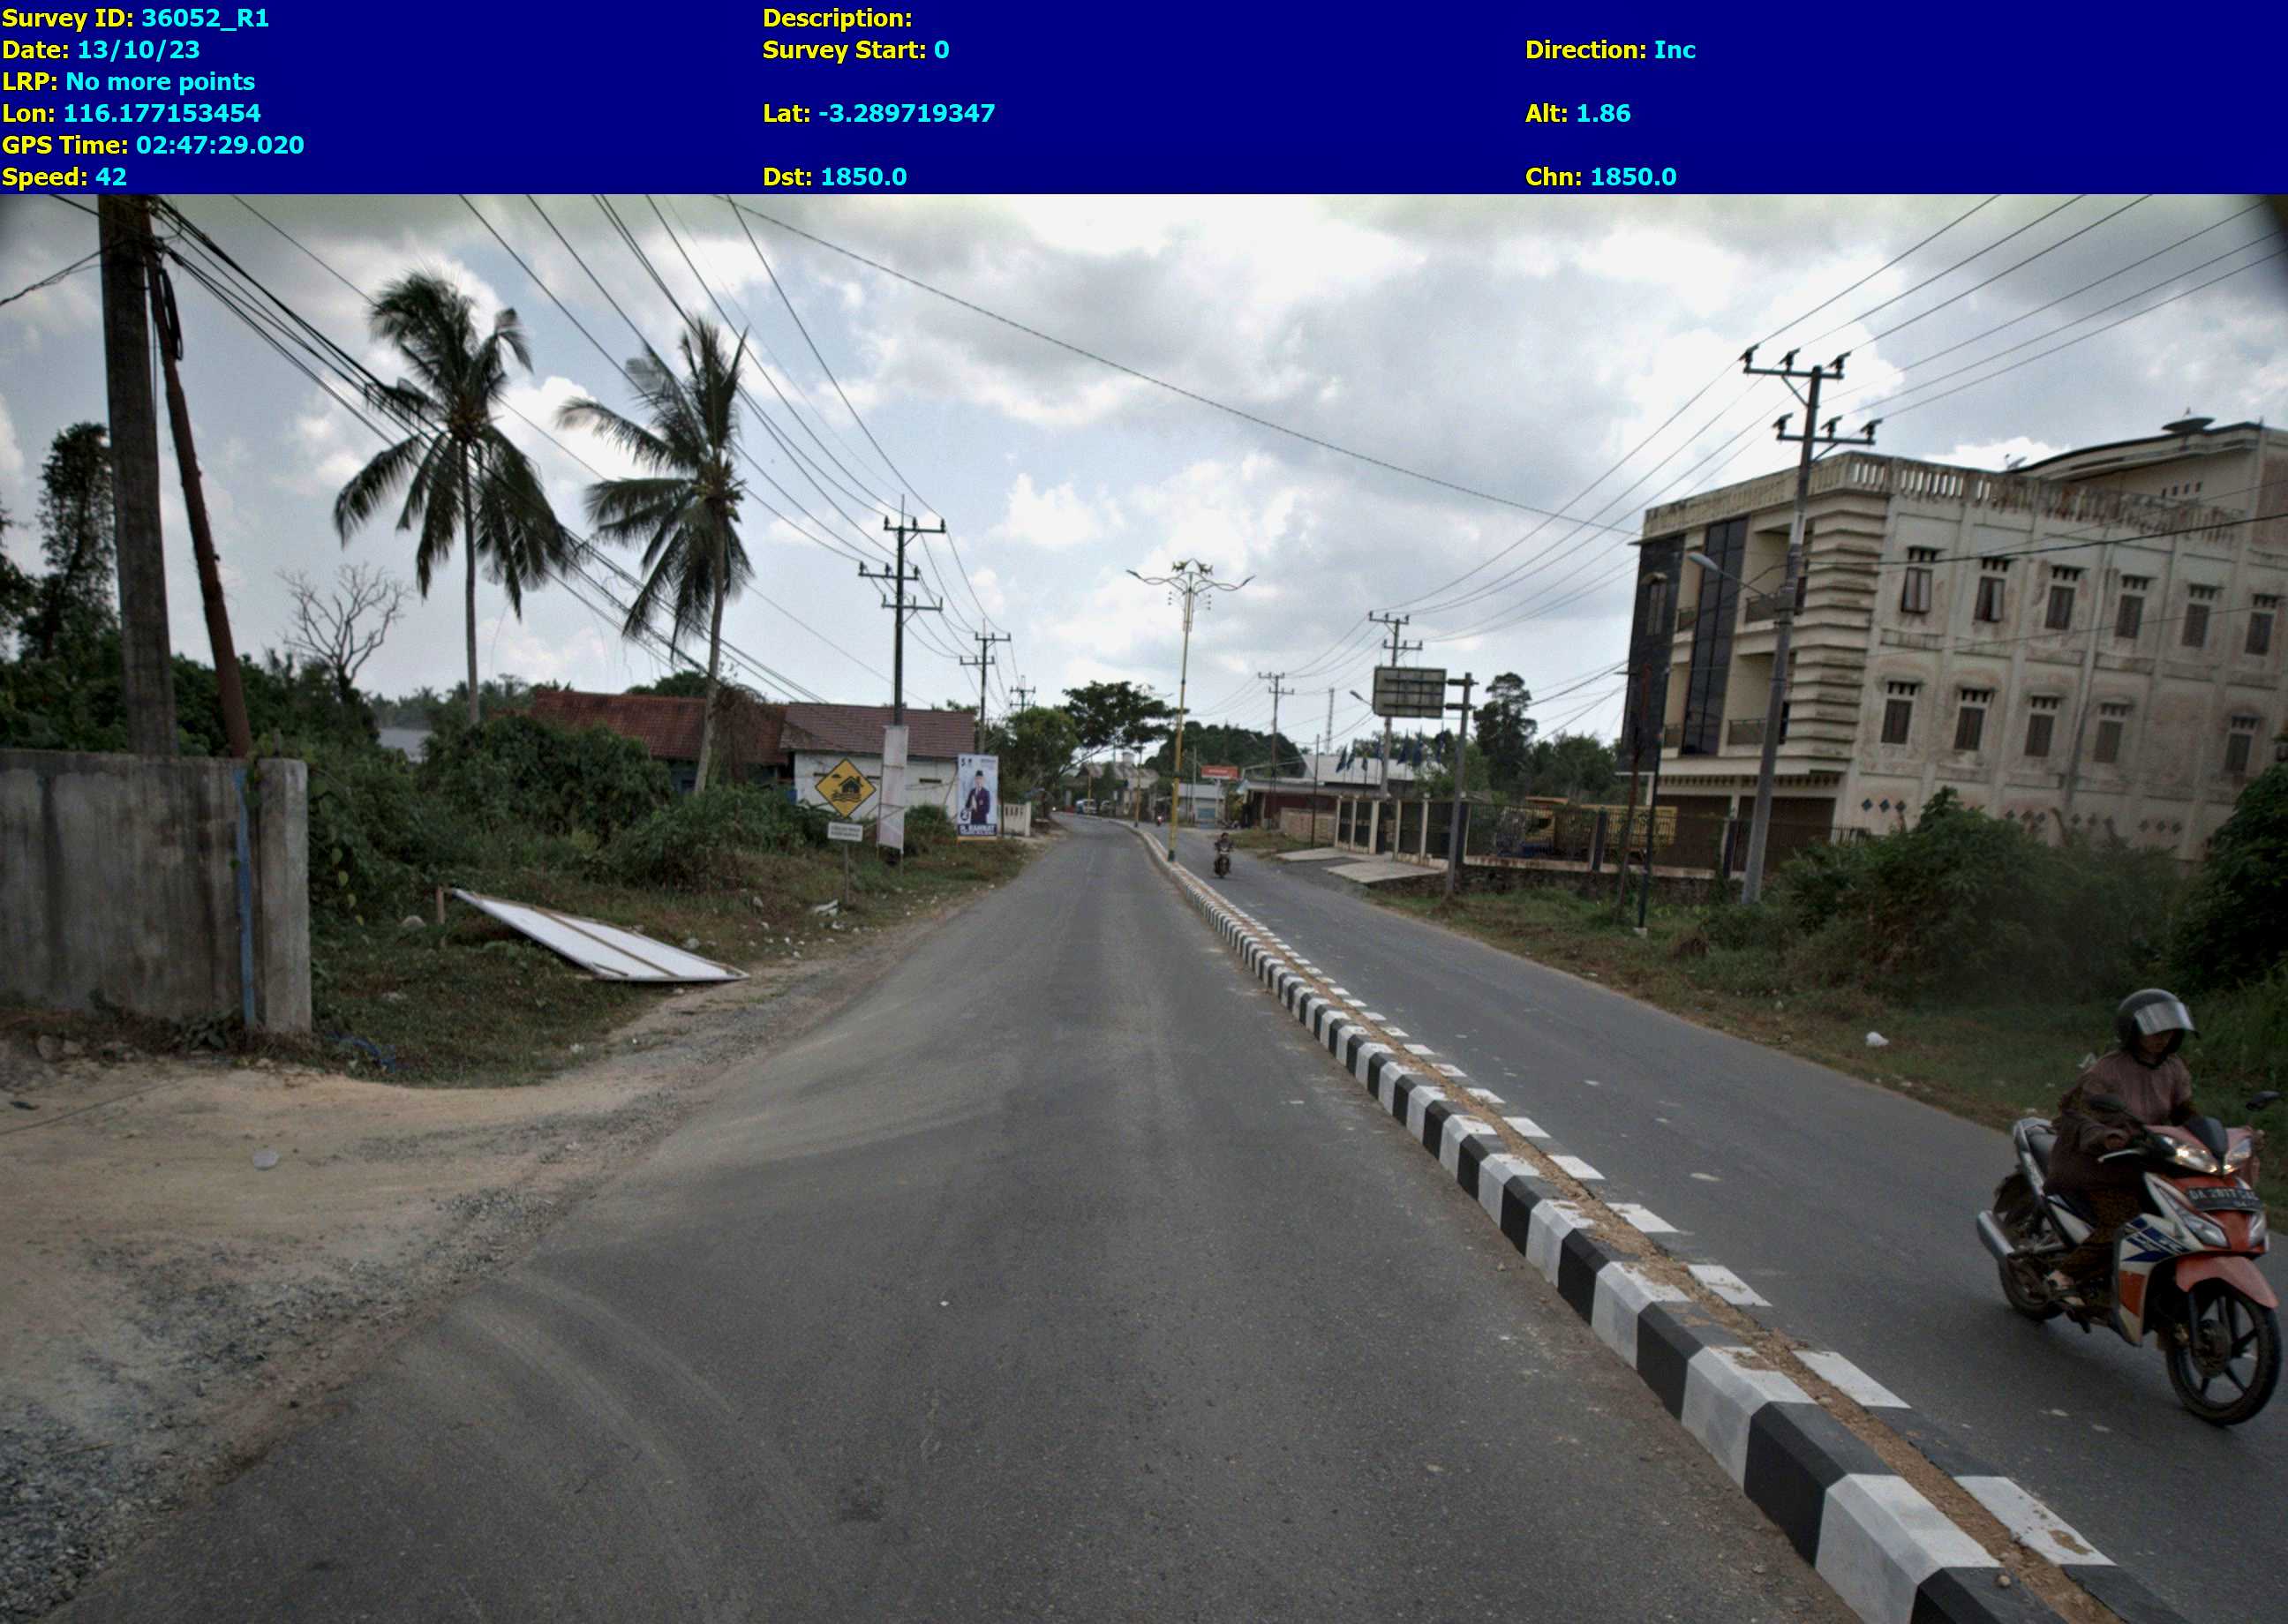 Survey ID: 36052_R1
Description:
Date: 13/10/23
Survey Start: 0
Direction: Inc
LRP: No more points
Lon: 116.177153454
Lat: -3.289719347
Alt: 1.86
GPS Time: 02:47:29.020
Speed: 42
Dst: 1850.0
Chn: 1850.0